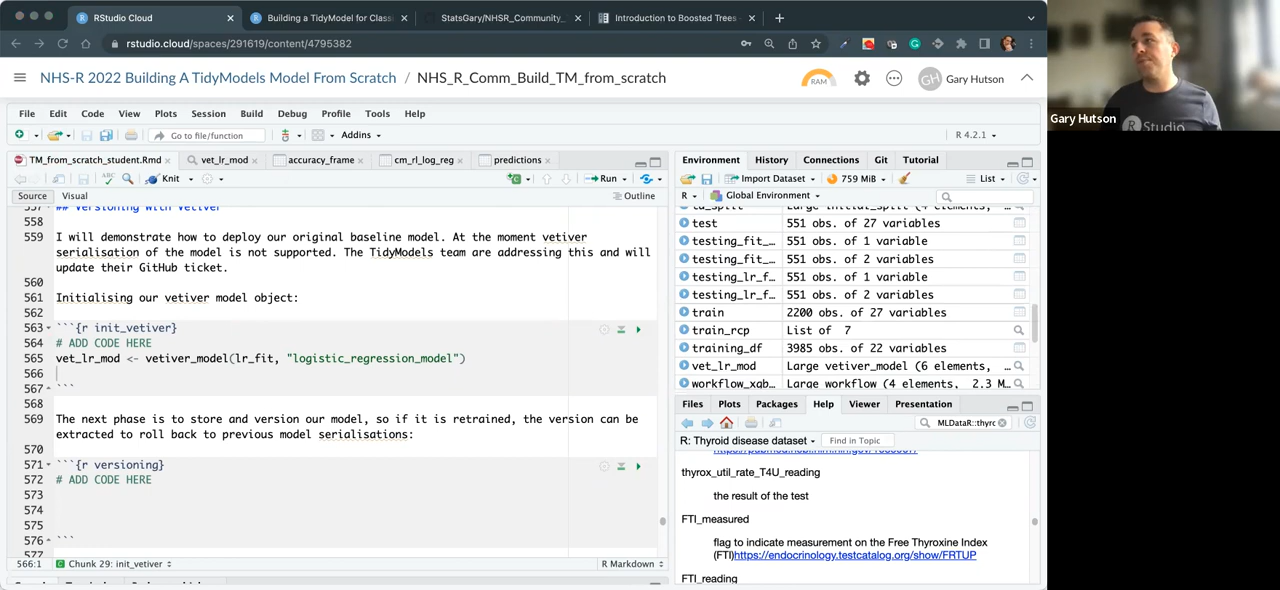 RStudio Cloud
Building a TidyModel for Class
StatsGary/NHSR_Community_
Introduction to Boosted Trees
rstudio.cloud/spaces/291619/content/4795382
NHS-R 2022 Building A TidyModels Model From Scratch / NHS_R_Comm_Build_TM_from_scratch
RAM
GH Gary Hutson
File Edit Code View Plots Session Build Debug Profile Tools Help
Go to file/function
Addins
R 4.2.1
TM_from_scratch_student.Rmd
vet_lr_mod
accuracy_frame
cm_rl_log_reg
predictions
ABC
Knit
Run
Source Visual
Outline
557 ## Versioning with Vetiver
558
559 I will demonstrate how to deploy our original baseline model. At the moment vetiver
serialisation of the model is not supported. The TidyModels team are addressing this and will
update their GitHub ticket.
560
561 Initialising our vetiver model object:
562
563 ```{r init_vetiver}
564 # ADD CODE HERE
565 vet_lr_mod <- vetiver_model(lr_fit, "logistic_regression_model")
566
567 ```
568
569 The next phase is to store and version our model, so if it is retrained, the version can be
extracted to roll back to previous model serialisations:
570
571 ```{r versioning}
572 # ADD CODE HERE
573
574
575
576 ```
577
566:1 Chunk 29: init_vetiver
R Markdown
Environment History Connections Git Tutorial
Import Dataset 759 MiB List
R Global Environment
test 551 obs. of 27 variables
testing_fit_… 551 obs. of 1 variable
testing_fit_… 551 obs. of 2 variables
testing_lr_f… 551 obs. of 1 variable
testing_lr_f… 551 obs. of 2 variables
train 2200 obs. of 27 variables
train_rcp List of 7
training_df 3985 obs. of 22 variables
vet_lr_mod Large vetiver_model (6 elements, …
workflow_xgb… Large workflow (4 elements, 2.3 M…
Files Plots Packages Help Viewer Presentation
MLDataR::thyrc
R: Thyroid disease dataset Find in Topic
thyrox_util_rate_T4U_reading
the result of the test
FTI_measured
flag to indicate measurement on the Free Thyroxine Index
(FTI)https://endocrinology.testcatalog.org/show/FRTUP
FTI_reading
Gary Hutson
R Studio